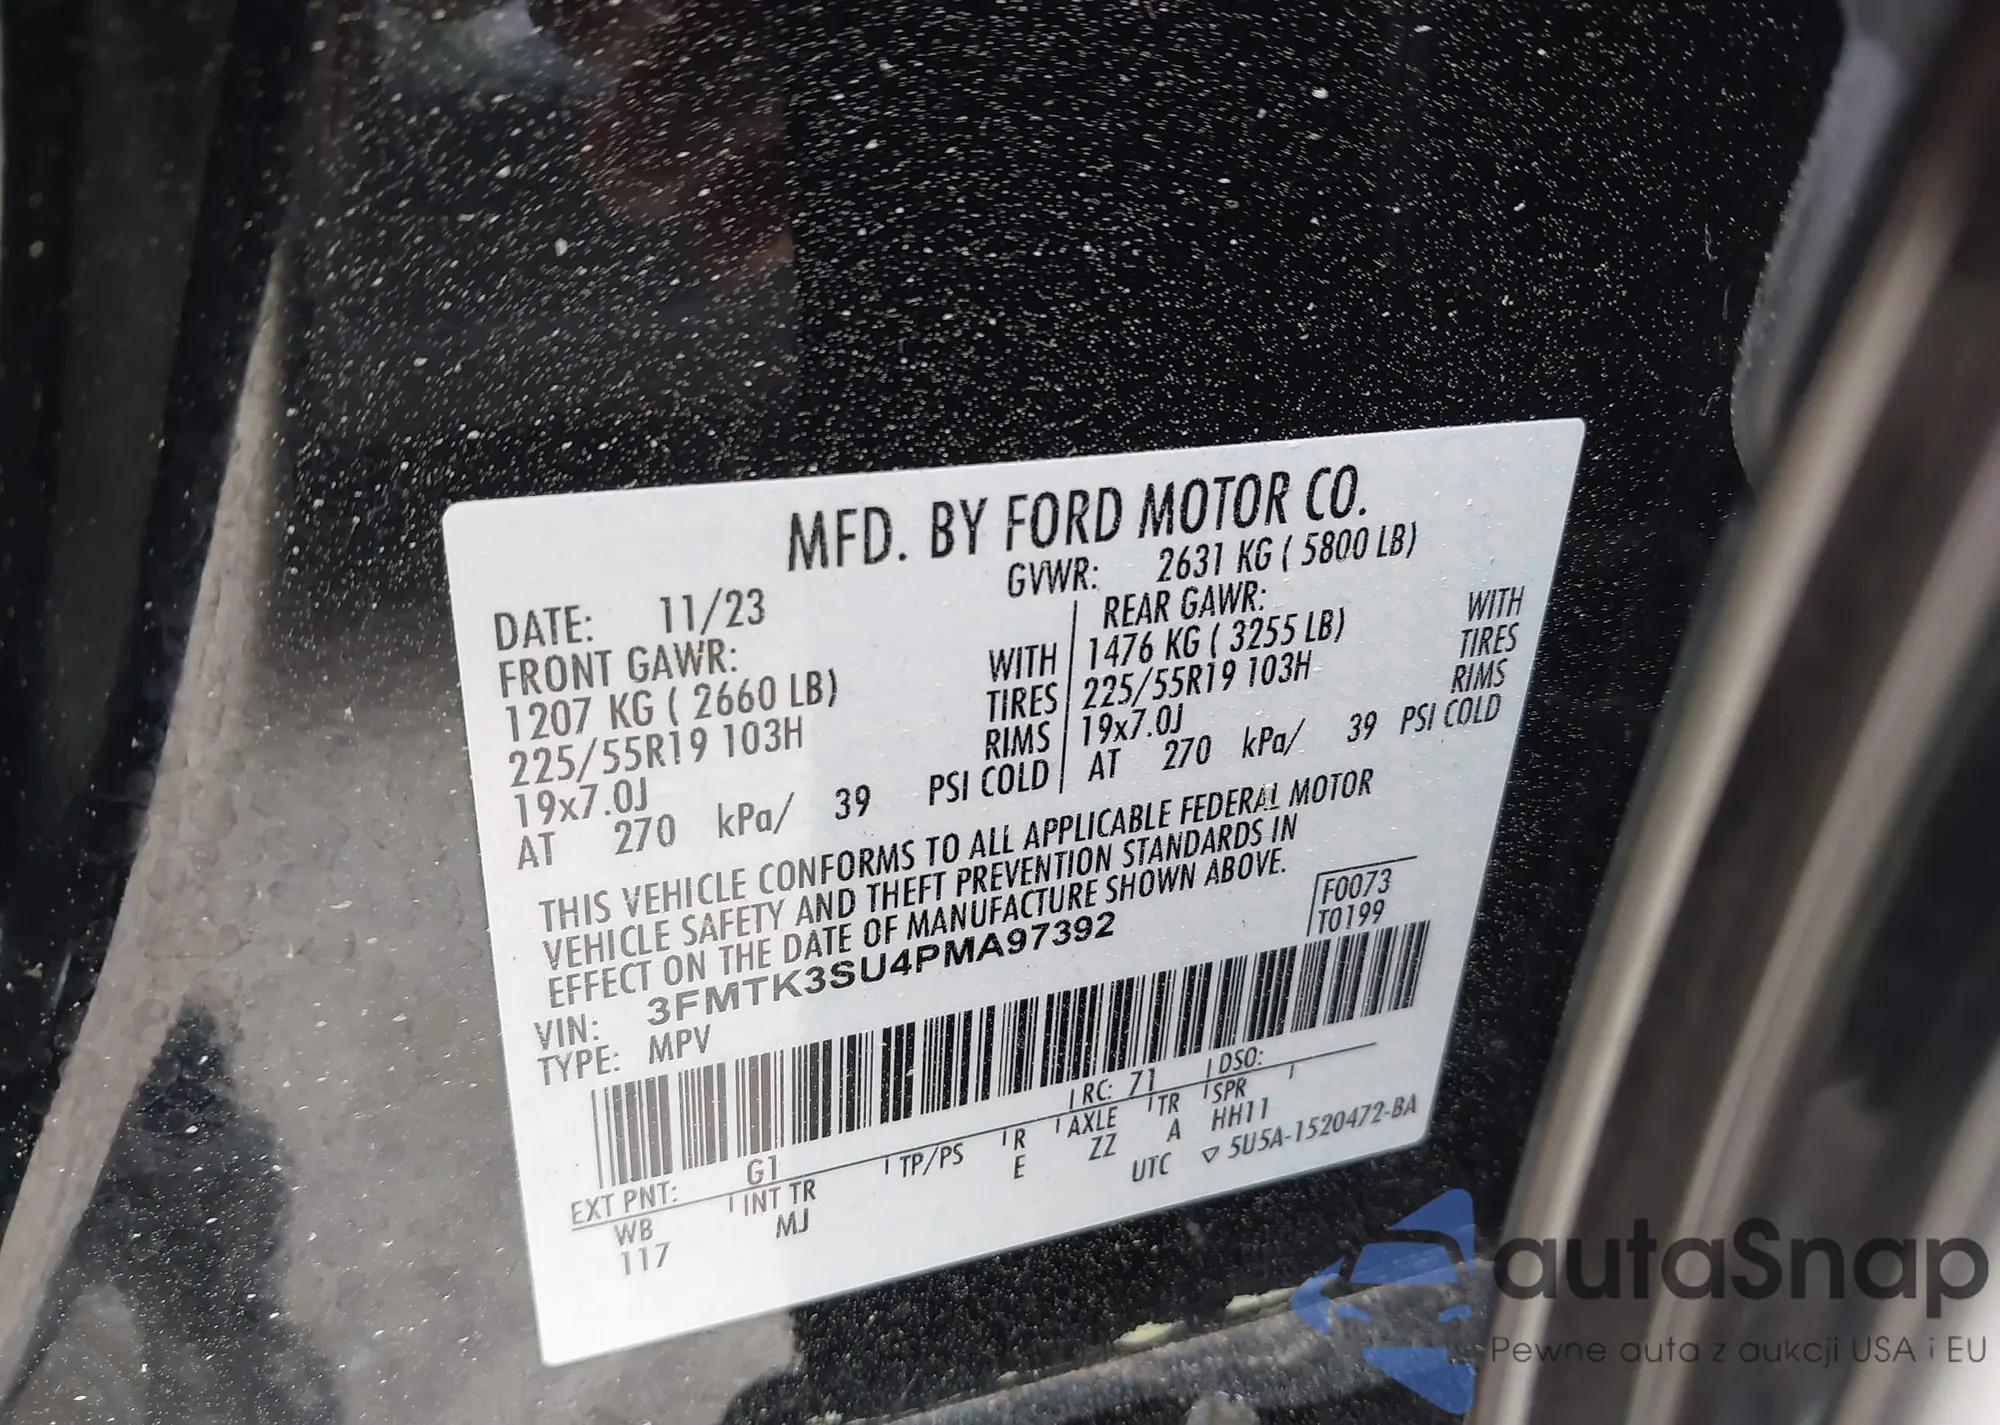 MFD. BY FORD MOTOR CO.
DATE: 11/23 GVWR: 2631 KG ( 5800 LB)
FRONT GAWR: REAR GAWR:
1207 KG ( 2660 LB) WITH 1476 KG ( 3255 LB) WITH
225/55R19 103H TIRES 225/55R19 103H TIRES
19x7.0J RIMS 19x7.0J RIMS
AT 270 kPa/ 39 PSI COLD AT 270 kPa/ 39 PSI COLD
THIS VEHICLE CONFORMS TO ALL APPLICABLE FEDERAL MOTOR
VEHICLE SAFETY AND THEFT PREVENTION STANDARDS IN
EFFECT ON THE DATE OF MANUFACTURE SHOWN ABOVE.
F0073
T0199
VIN: 3FMTK3SU4PMA97392
TYPE: MPV
EXT PNT: G1 RC: 71 DSO:
WB INT TR TP/PS R AXLE TR SPR
117 MJ E ZZ A HH11
UTC ▽ 5U5A-1520472-BA
autoSnap
Pewne auta z aukcji USA i EU